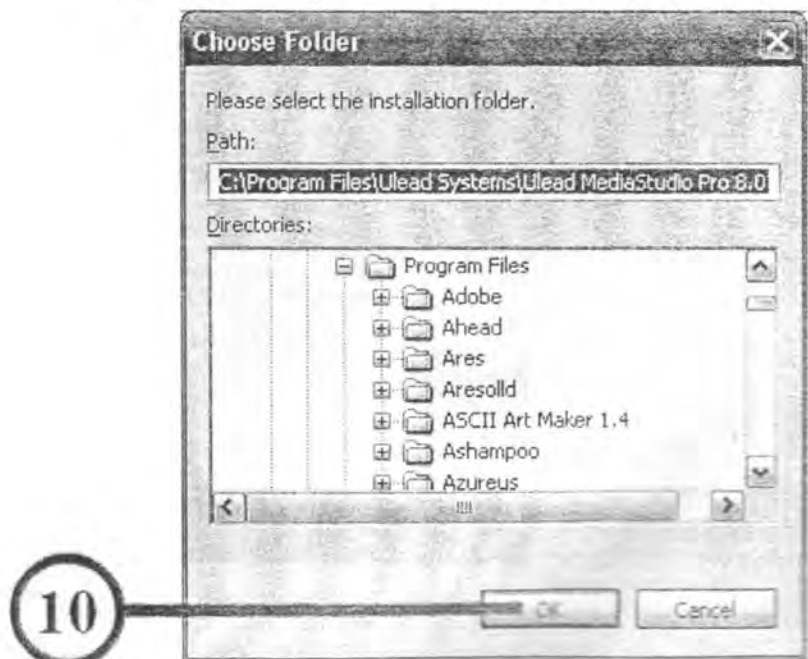 Choose Folder
Please select the installation folder.
Path:
C:\Program Files\Ulead Systems\Ulead MediaStudio Pro 8.0
Directories:
Program Files
Adobe
Ahead
Ares
Aresolld
ASCII Art Maker 1.4
Ashampoo
Azureus
10
OK
Cancel